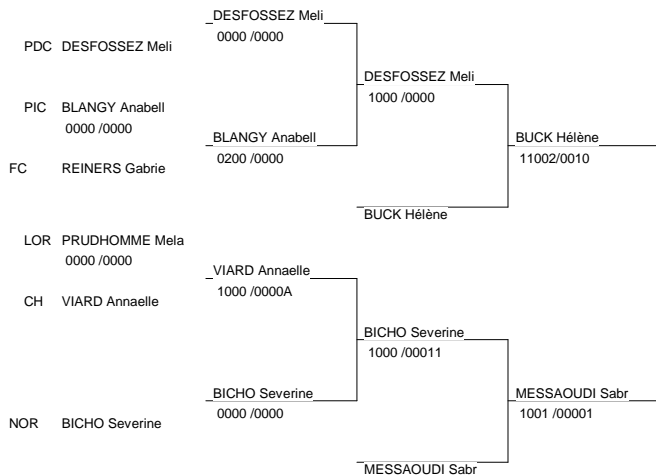 DESFOSSEZ Meli
0000 /0000
PDC DESFOSSEZ Meli
DESFOSSEZ Meli
1000 /0000
PIC BLANGY Anabell
0000 /0000
BLANGY Anabell
0200 /0000
BUCK Hélène
11002/0010
FC REINERS Gabrie
BUCK Hélène
LOR PRUDHOMME Mela
0000 /0000
VIARD Annaelle
1000 /0000A
CH VIARD Annaelle
BICHO Severine
1000 /00011
BICHO Severine
0000 /0000
MESSAOUDI Sabr
1001 /00001
NOR BICHO Severine
MESSAOUDI Sabr